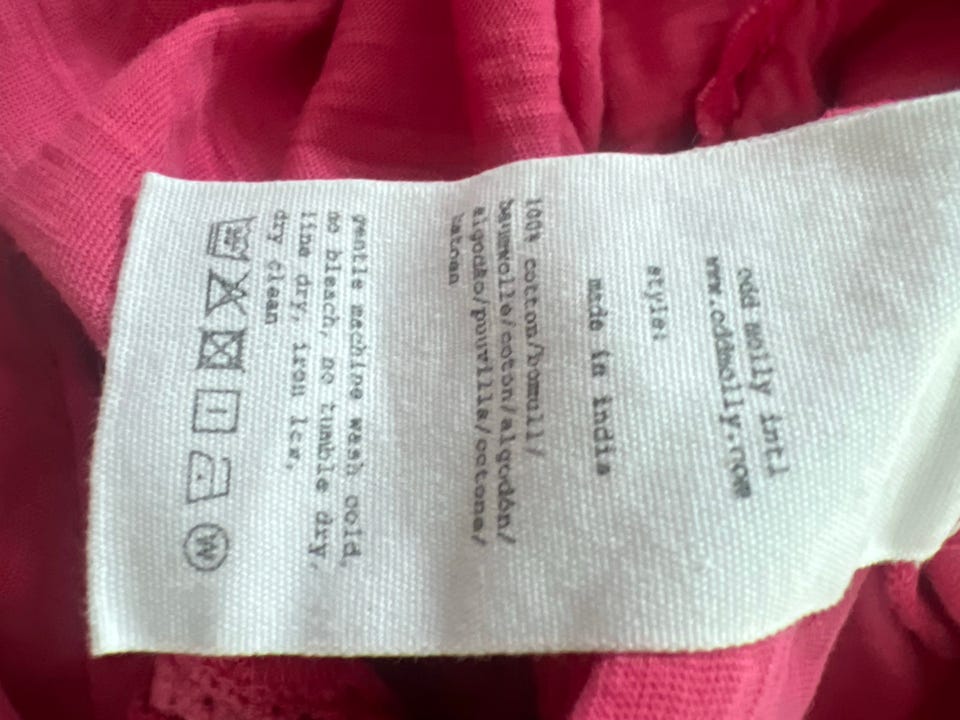 odd molly intl
www.oddmolly.com
style:
made in india
100% cotton/bomull/
baumwolle/coton/algodón/
algodão/puuvilla/cotone/
katoen
gentle machine wash cold,
no bleach, no tumble dry,
line dry, iron low,
dry clean
W